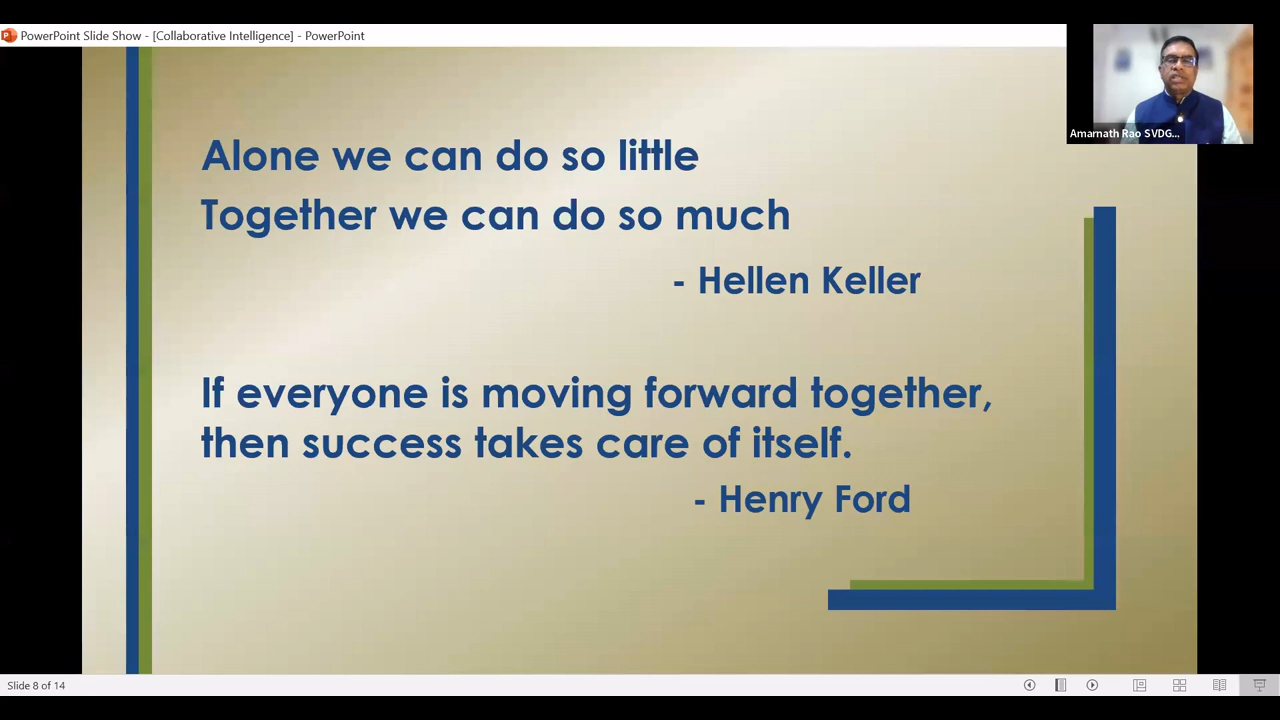 PowerPoint Slide Show - [Collaborative Intelligence] - PowerPoint
Amarnath Rao SVDG...
Alone we can do so little
Together we can do so much
- Hellen Keller
If everyone is moving forward together,
then success takes care of itself.
- Henry Ford
Slide 8 of 14